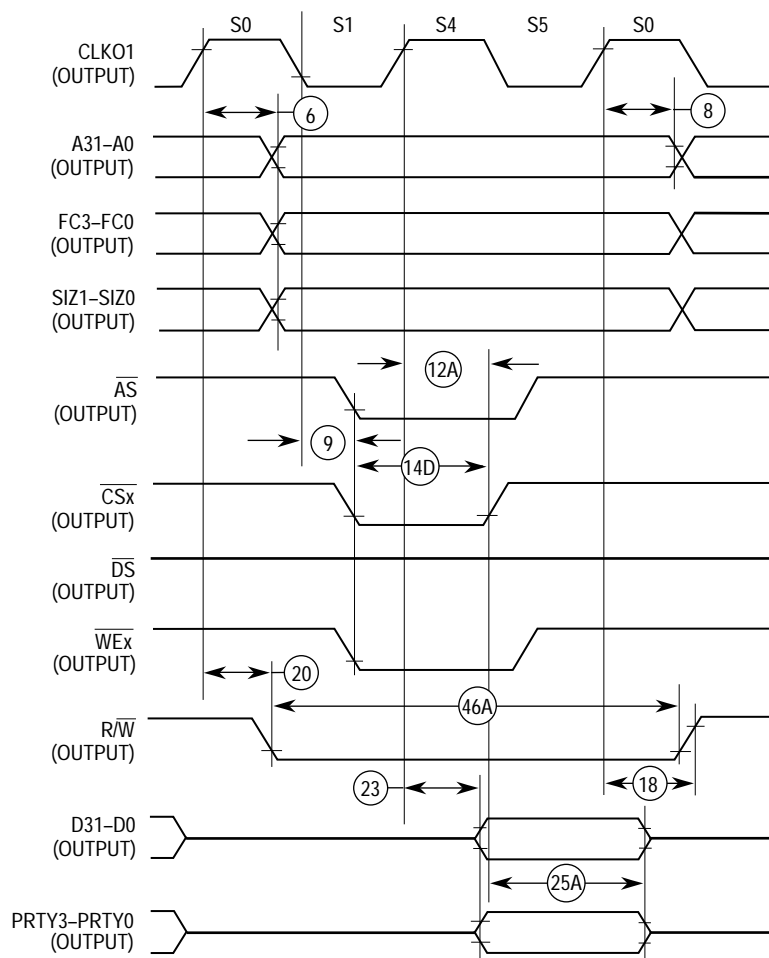 S0 S1 S4 S5 S0
CLKO1
(OUTPUT)
6 8
A31–A0
(OUTPUT)
FC3–FC0
(OUTPUT)
SIZ1–SIZ0
(OUTPUT)
12A
AS
(OUTPUT)
9
14D
CSx
(OUTPUT)
DS
(OUTPUT)
WEx
(OUTPUT)
20
46A
R/W
(OUTPUT)
23 18
D31–D0
(OUTPUT)
25A
PRTY3–PRTY0
(OUTPUT)